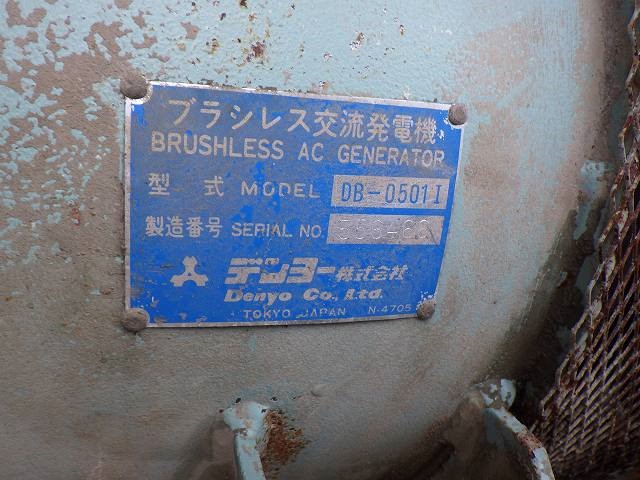 ブラシレス交流発電機
BRUSHLESS AC GENERATOR
型 式 MODEL DB-0501I
製造番号 SERIAL NO.
デンヨー株式会社
Denyo Co., Ltd.
TOKYO JAPAN N-4705